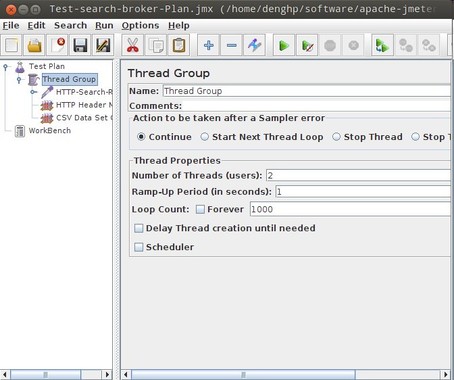 Test-search-broker-Plan.jmx (/home/denghp/software/apache-jmete
File Edit Search Run Options Help
Test Plan
Thread Group
HTTP-Search-R
HTTP Header M
CSV Data Set C
WorkBench
Thread Group
Name: Thread Group
Comments:
Action to be taken after a Sampler error
Continue Start Next Thread Loop Stop Thread Stop T
Thread Properties
Number of Threads (users): 2
Ramp-Up Period (in seconds): 1
Loop Count: Forever 1000
Delay Thread creation until needed
Scheduler